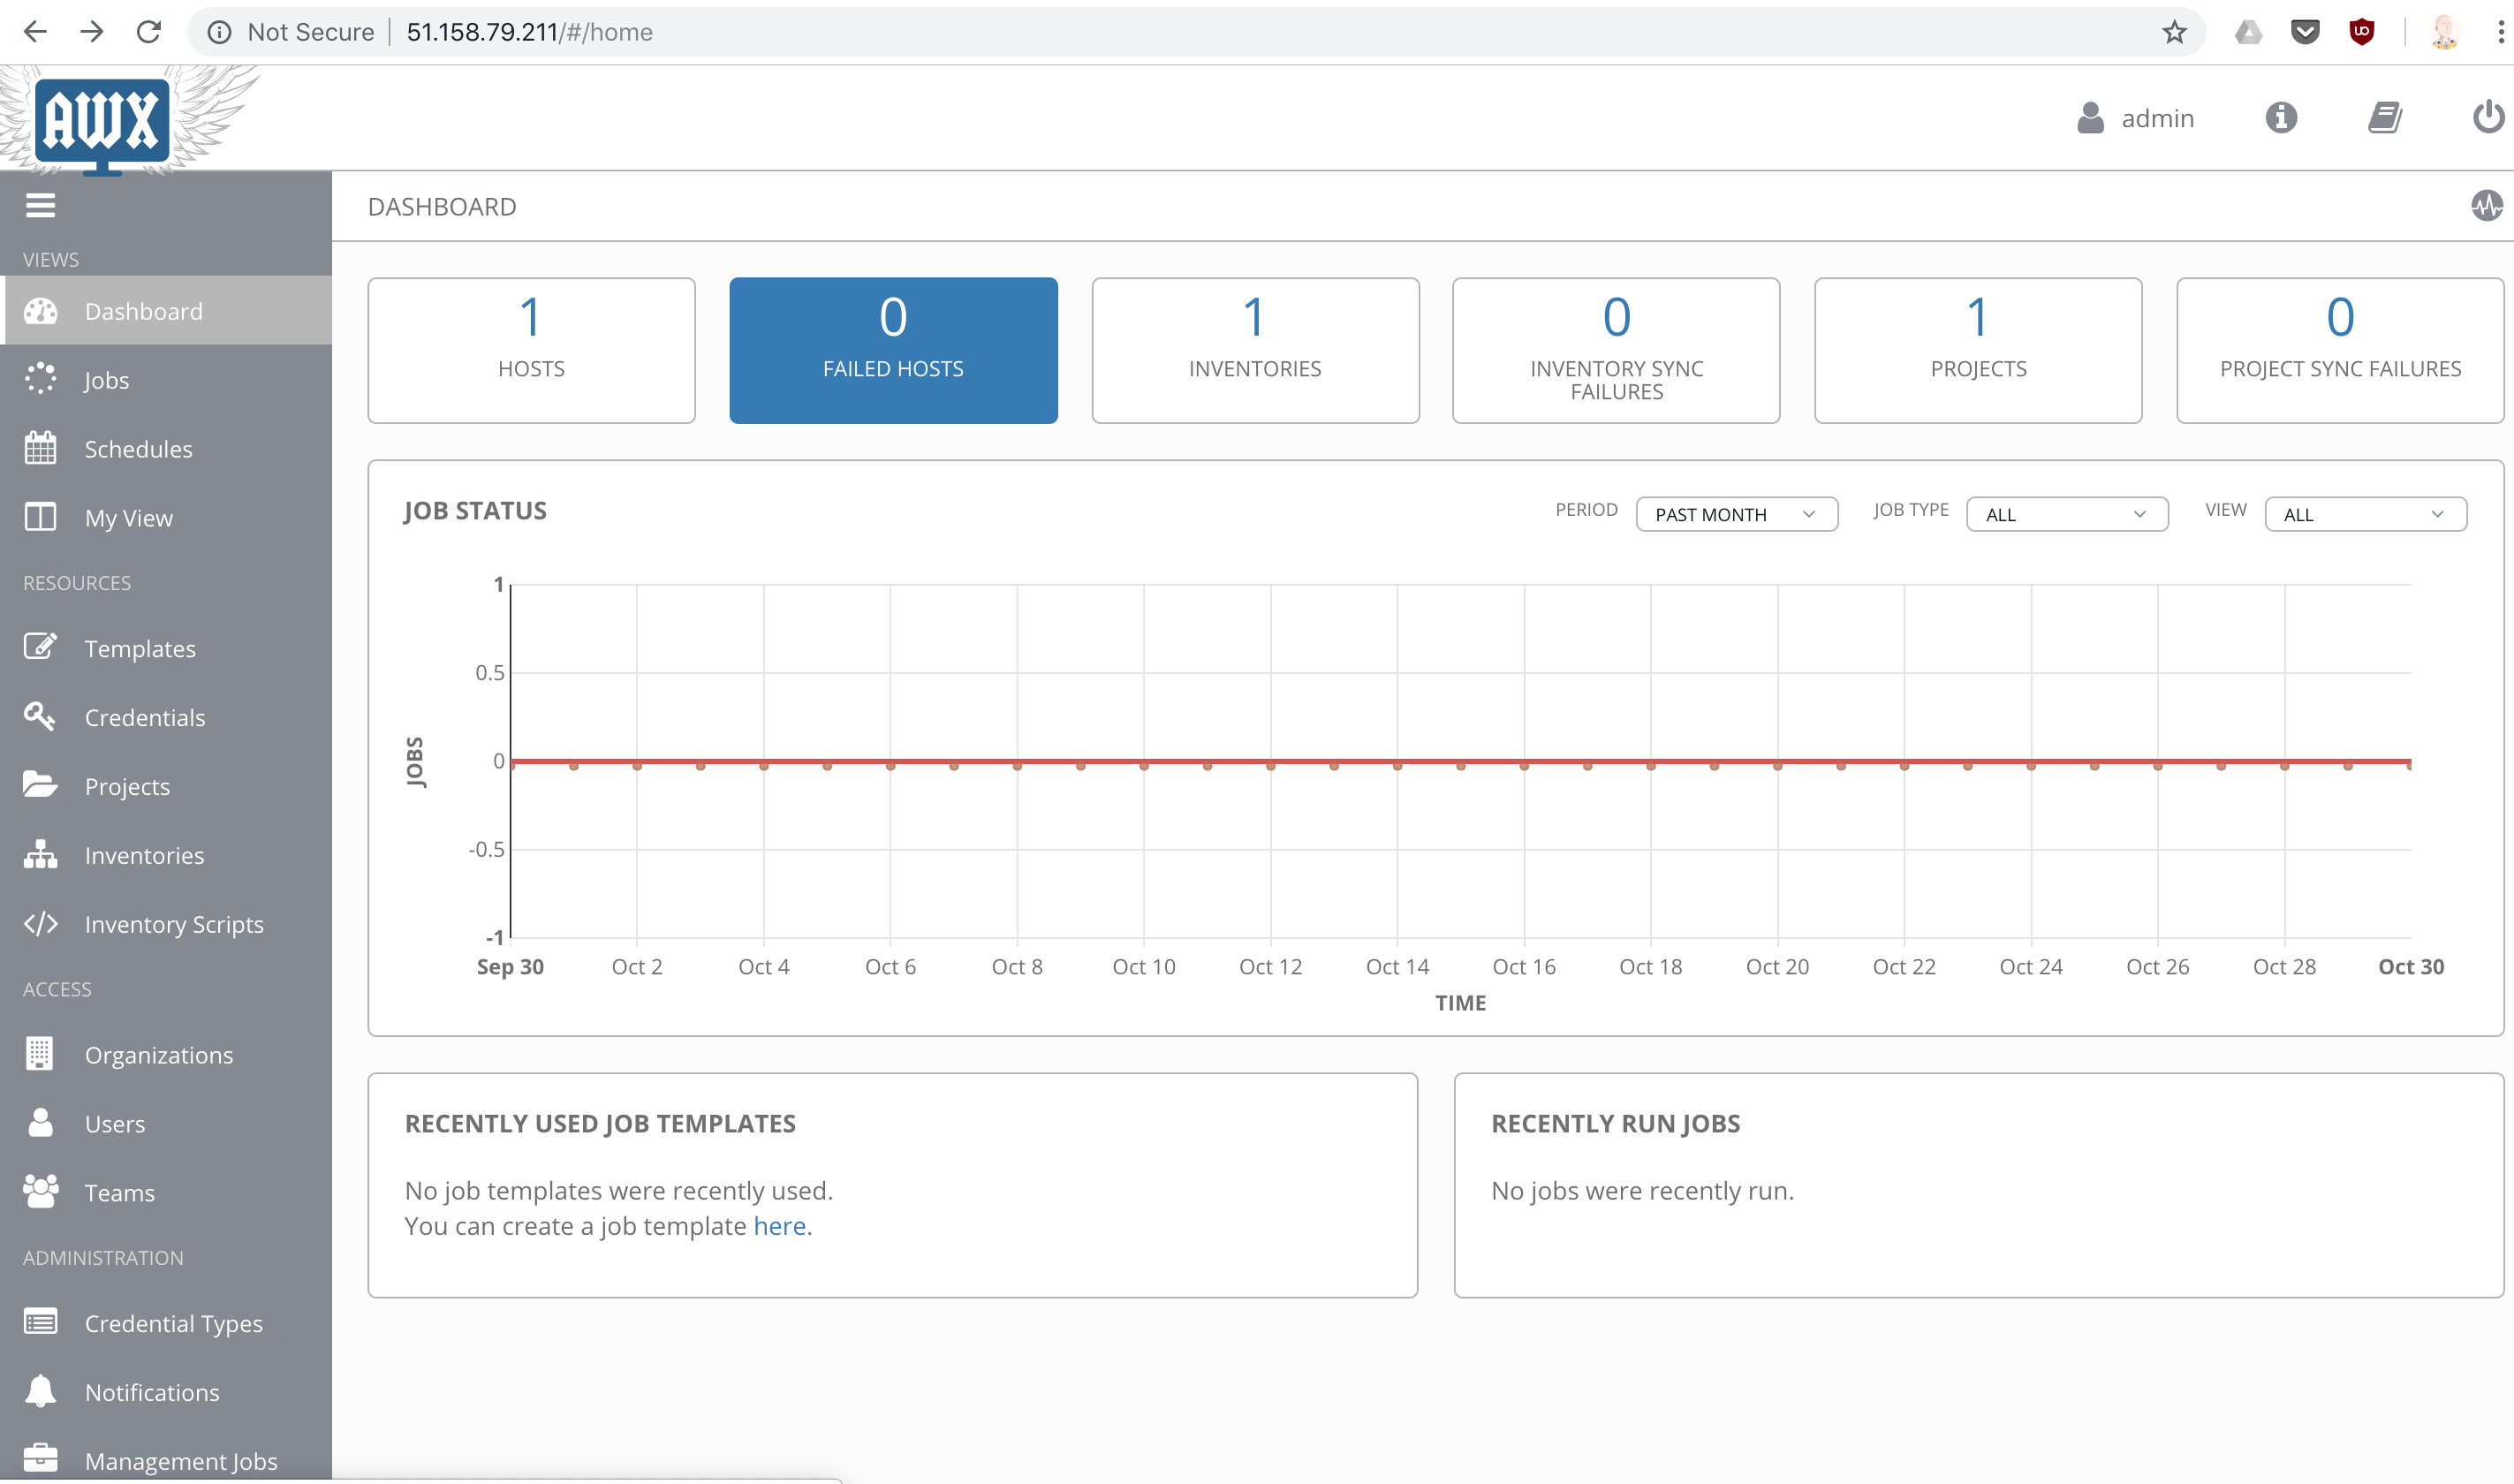 Not Secure 51.158.79.211/#/home
AWX
admin
DASHBOARD
VIEWS
Dashboard
Jobs
Schedules
My View
RESOURCES
Templates
Credentials
Projects
Inventories
Inventory Scripts
ACCESS
Organizations
Users
Teams
ADMINISTRATION
Credential Types
Notifications
Management Jobs
1
HOSTS
0
FAILED HOSTS
1
INVENTORIES
0
INVENTORY SYNC
FAILURES
1
PROJECTS
0
PROJECT SYNC FAILURES
JOB STATUS
PERIOD PAST MONTH JOB TYPE ALL VIEW ALL
1
0.5
0
-0.5
-1
JOBS
Sep 30 Oct 2 Oct 4 Oct 6 Oct 8 Oct 10 Oct 12 Oct 14 Oct 16 Oct 18 Oct 20 Oct 22 Oct 24 Oct 26 Oct 28 Oct 30
TIME
RECENTLY USED JOB TEMPLATES
No job templates were recently used.
You can create a job template here.
RECENTLY RUN JOBS
No jobs were recently run.